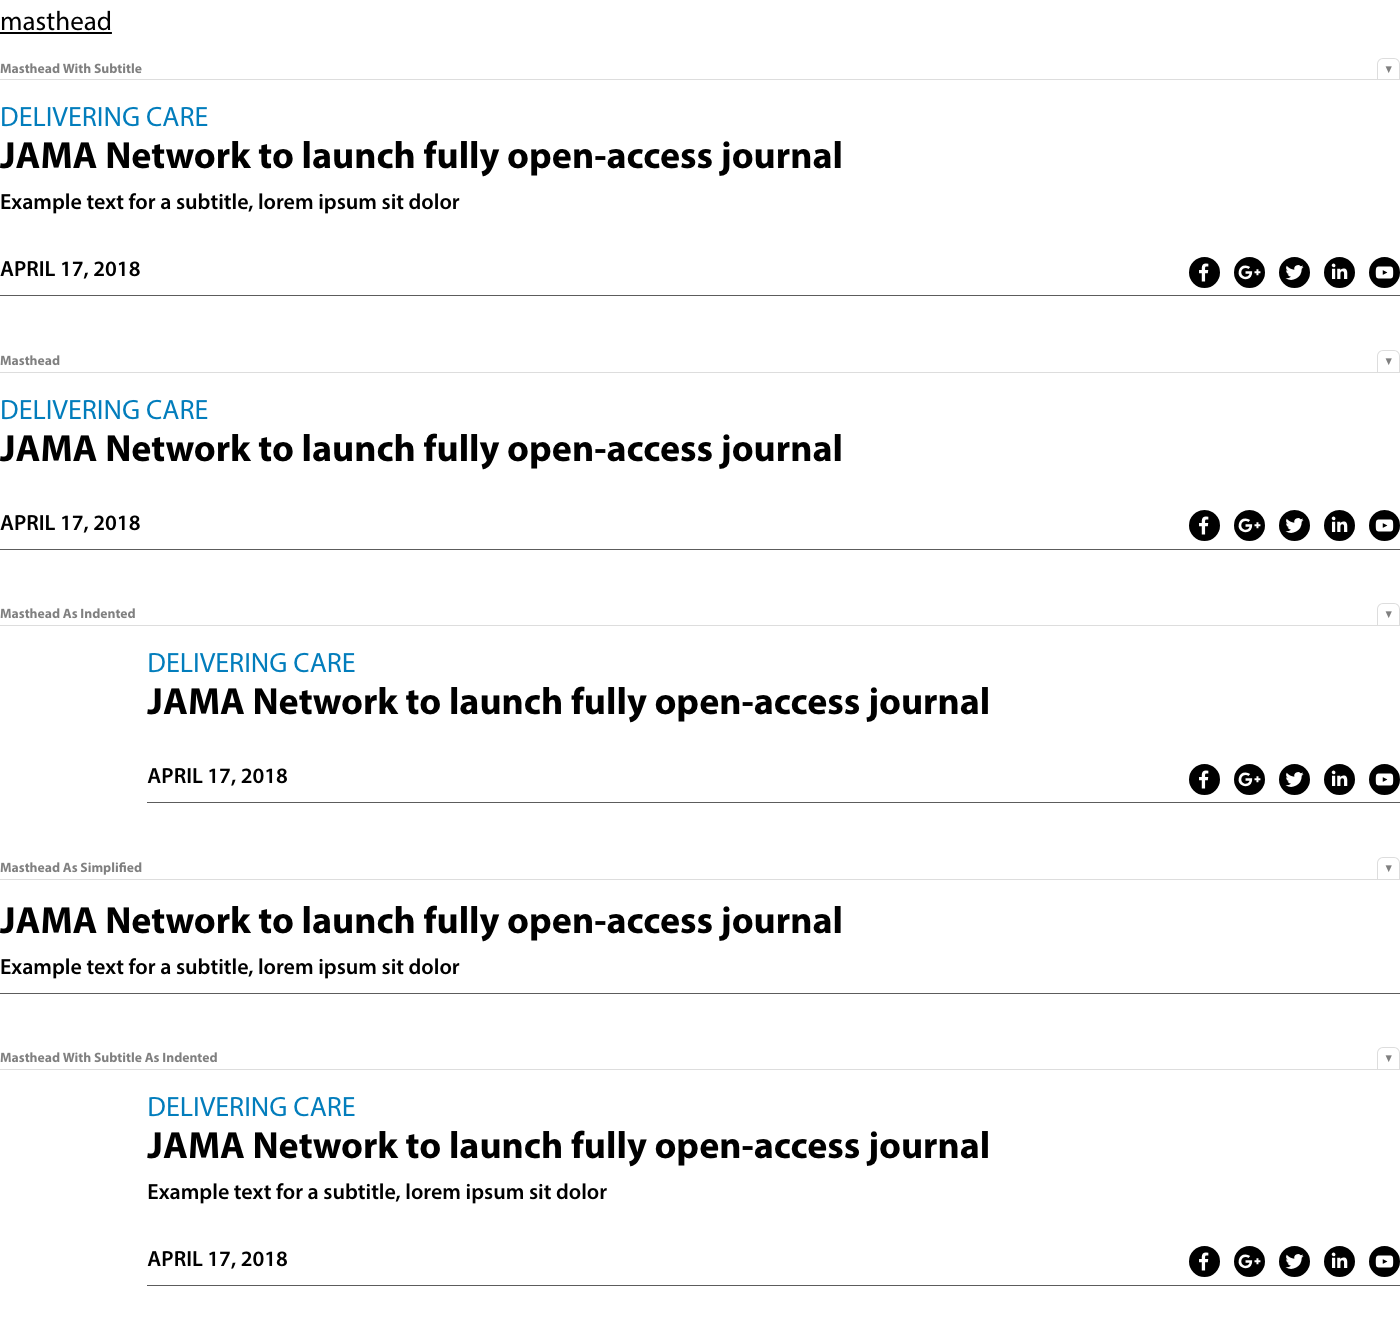 masthead
Masthead With Subtitle
DELIVERING CARE
JAMA Network to launch fully open-access journal
Example text for a subtitle, lorem ipsum sit dolor
APRIL 17, 2018
Masthead
DELIVERING CARE
JAMA Network to launch fully open-access journal
APRIL 17, 2018
Masthead As Indented
DELIVERING CARE
JAMA Network to launch fully open-access journal
APRIL 17, 2018
Masthead As Simplified
JAMA Network to launch fully open-access journal
Example text for a subtitle, lorem ipsum sit dolor
Masthead With Subtitle As Indented
DELIVERING CARE
JAMA Network to launch fully open-access journal
Example text for a subtitle, lorem ipsum sit dolor
APRIL 17, 2018